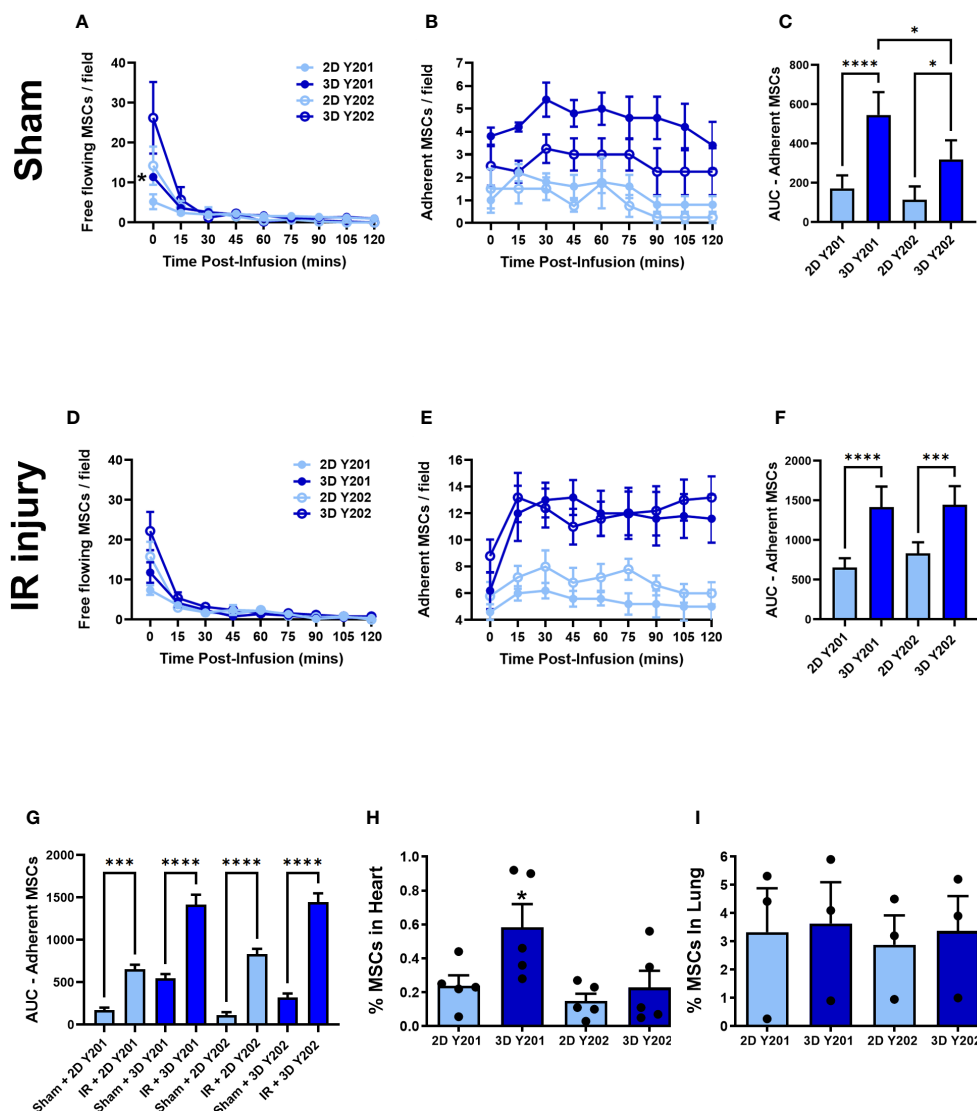 Sham
A
Free flowing MSCs / field
40
30
20
10
0
*
2D Y201
3D Y201
2D Y202
3D Y202
0 15 30 45 60 75 90 105 120
Time Post-Infusion (mins)
B
Adherent MSCs / field
7
6
5
4
3
2
1
0
0 15 30 45 60 75 90 105 120
Time Post-Infusion (mins)
C
AUC - Adherent MSCs
800
600
400
200
0
*
**** *
2D Y201 3D Y201 2D Y202 3D Y202
IR injury
D
Free flowing MSCs / field
40
30
20
10
0
2D Y201
3D Y201
2D Y202
3D Y202
0 15 30 45 60 75 90 105 120
Time Post-Infusion (mins)
E
Adherent MSCs / field
16
14
12
10
8
6
4
0 15 30 45 60 75 90 105 120
Time Post-Infusion (mins)
F
AUC - Adherent MSCs
2000
1500
1000
500
0
**** ***
2D Y201 3D Y201 2D Y202 3D Y202
G
AUC - Adherent MSCs
2000
1500
1000
500
0
*** **** **** ****
Sham + 2D Y201 IR + 2D Y201 Sham + 3D Y201 IR + 3D Y201 Sham + 2D Y202 IR + 2D Y202 Sham + 3D Y202 IR + 3D Y202
H
% MSCs in Heart
1.0
0.8
0.6
0.4
0.2
0.0
*
2D Y201 3D Y201 2D Y202 3D Y202
I
% MSCs In Lung
6
5
4
3
2
1
0
2D Y201 3D Y201 2D Y202 3D Y202